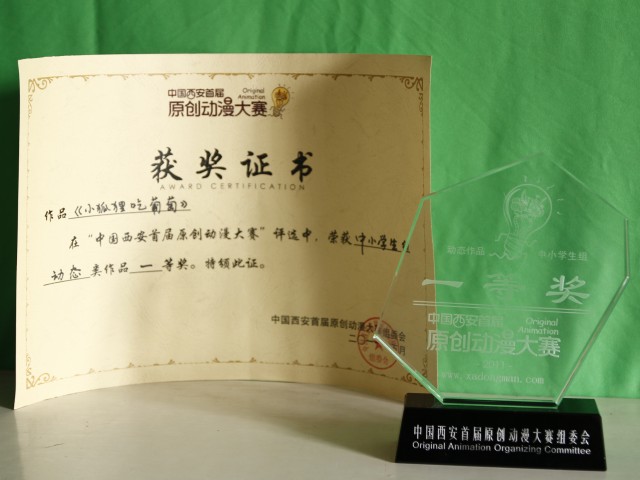 中国西安首届
Original
Animation
原创动漫大赛
获奖证书
AWARD CERTIFICATION
作品《小狐狸吃葡萄》
在“中国西安首届原创动漫大赛”评选中，荣获中小学生组
动态类作品一等奖。特颁此证。
中国西安首届原创动漫大
组委会
动态作品
中小学生组
一等奖
中国西安首届
Original
Animation
原创动漫大赛
中国西安首届原创动漫大赛组委会
Original Animation Organizing Committee